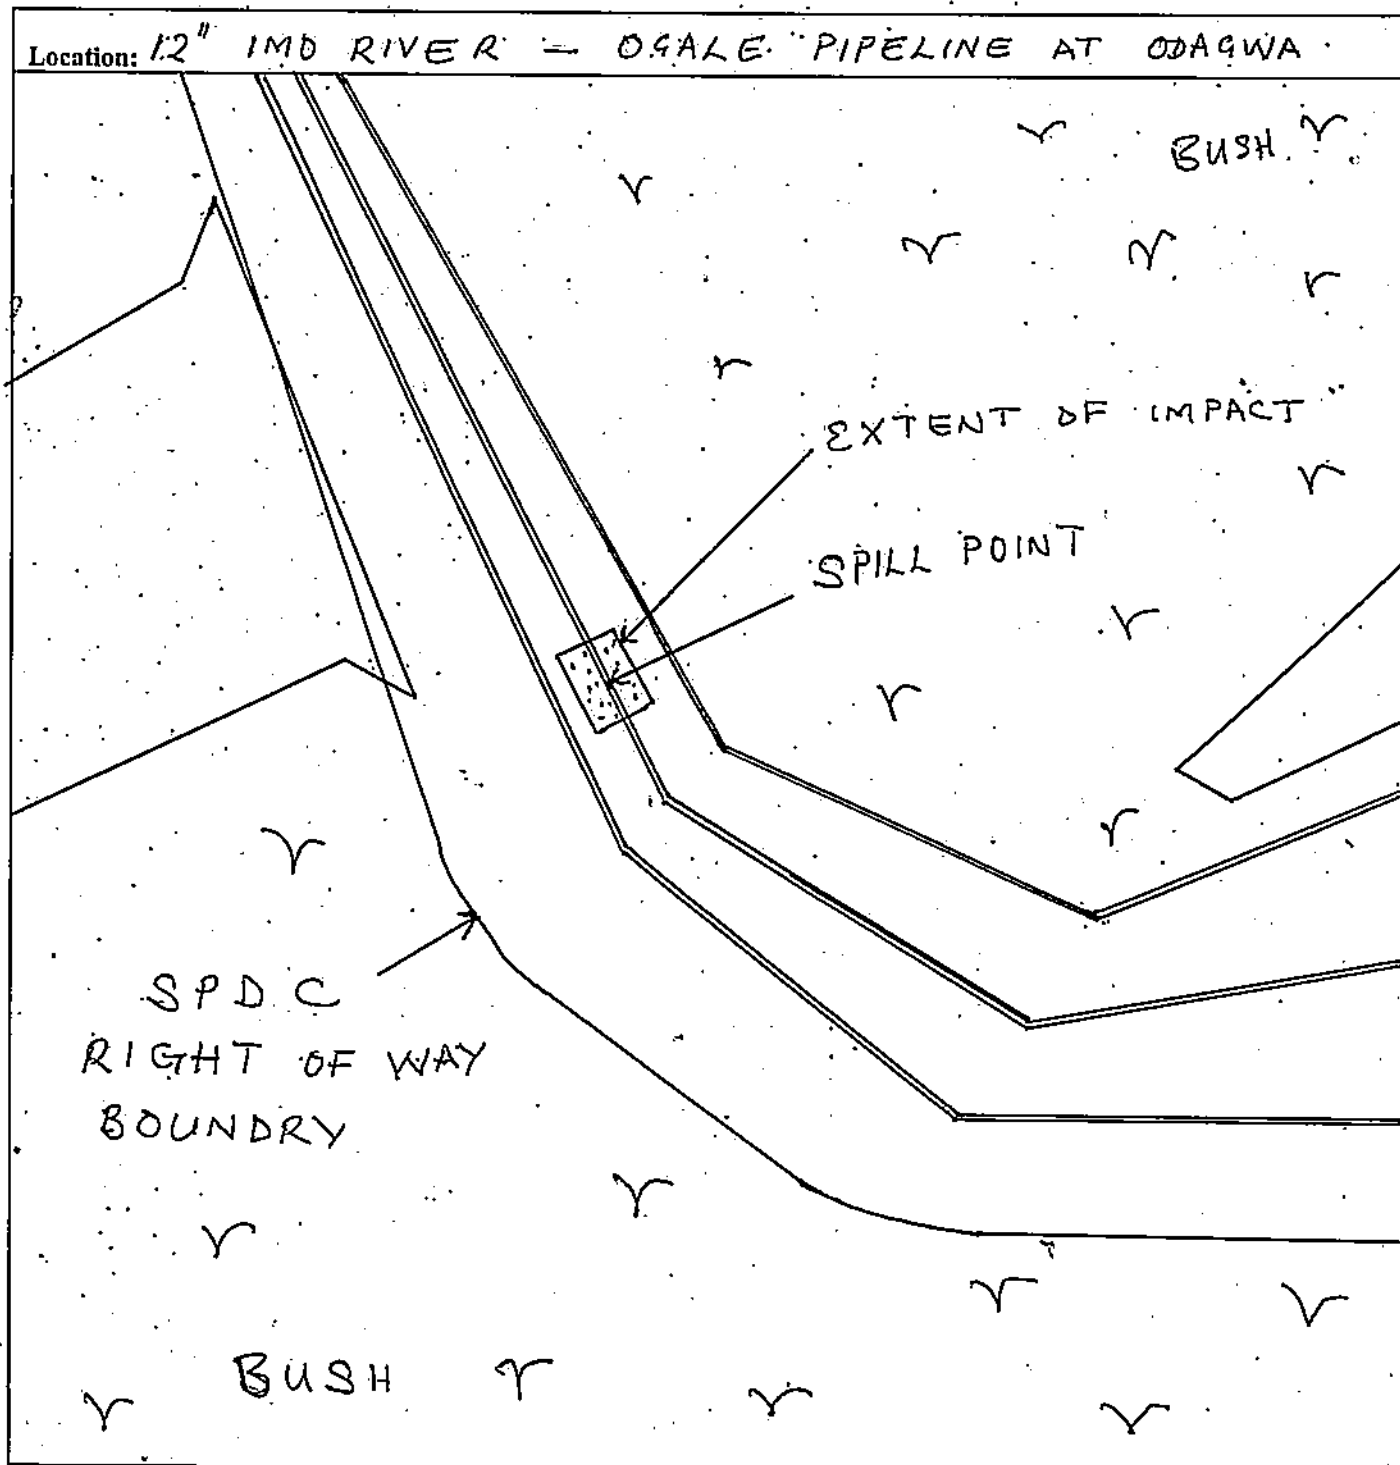 Location: 12" IMO RIVER - OGALE PIPELINE AT ODAGWA
BUSH
EXTENT OF IMPACT
SPILL POINT
SPDC
RIGHT OF WAY
BOUNDRY
BUSH